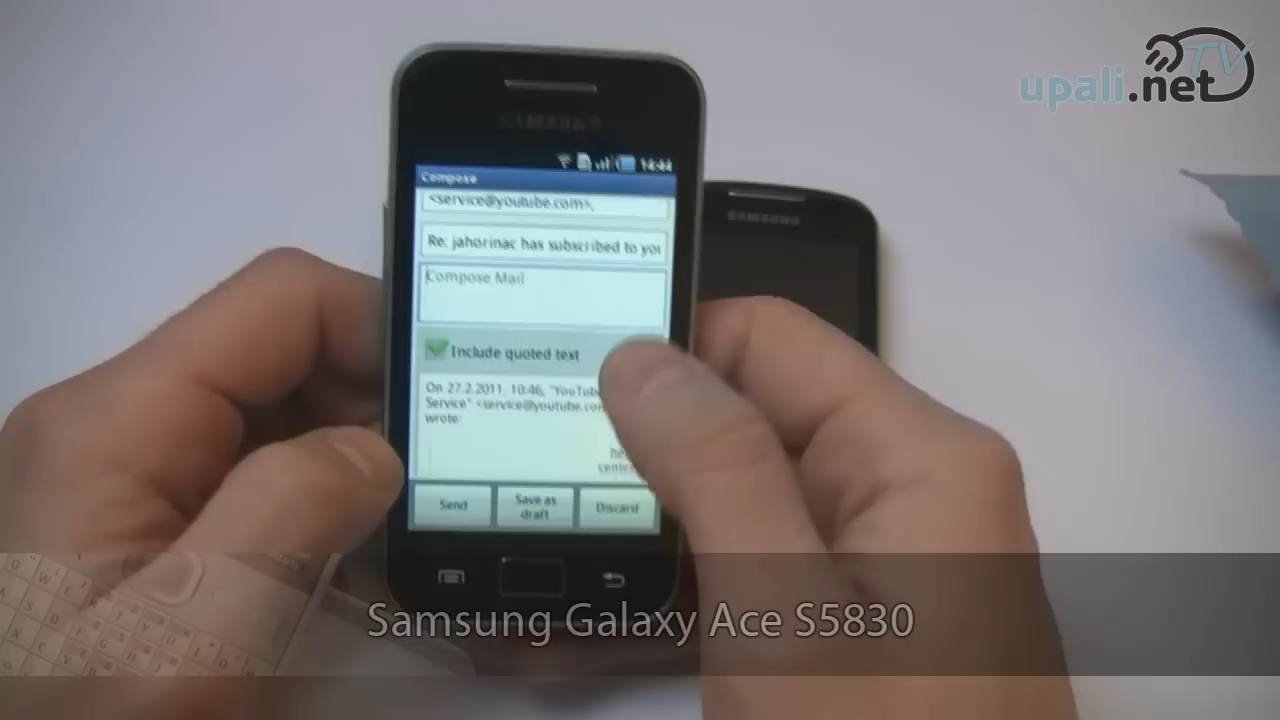 upali.net TV
SAMSUNG
14:44
Compose
<service@youtube.com>,
Re: jahorinac has subscribed to you
Compose Mail
Include quoted text
On 27.2.2011. 10:46, "YouTube
Service" <service@youtube.com
wrote:
Send
Save as
draft
Discard
SAMSUNG
Samsung Galaxy Ace S5830